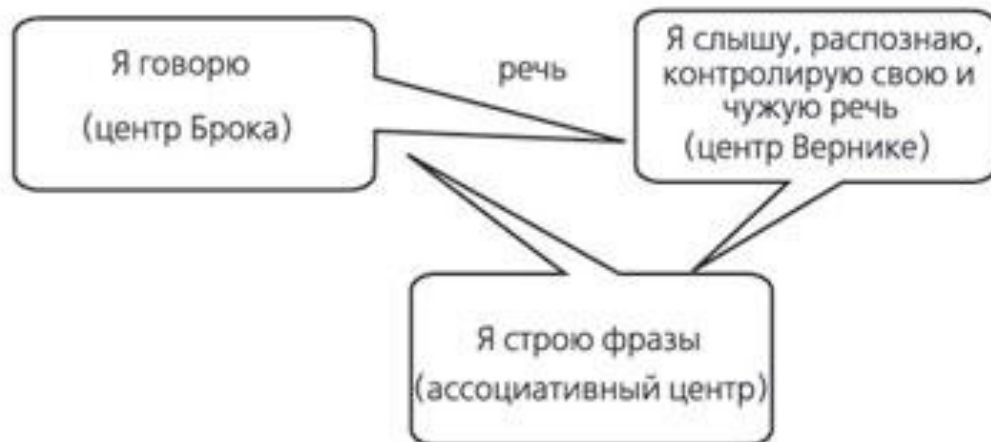 Я говорю
(центр Брока)
речь
Я слышу, распознаю,
контролирую свою и
чужую речь
(центр Вернике)
Я строю фразы
(ассоциативный центр)